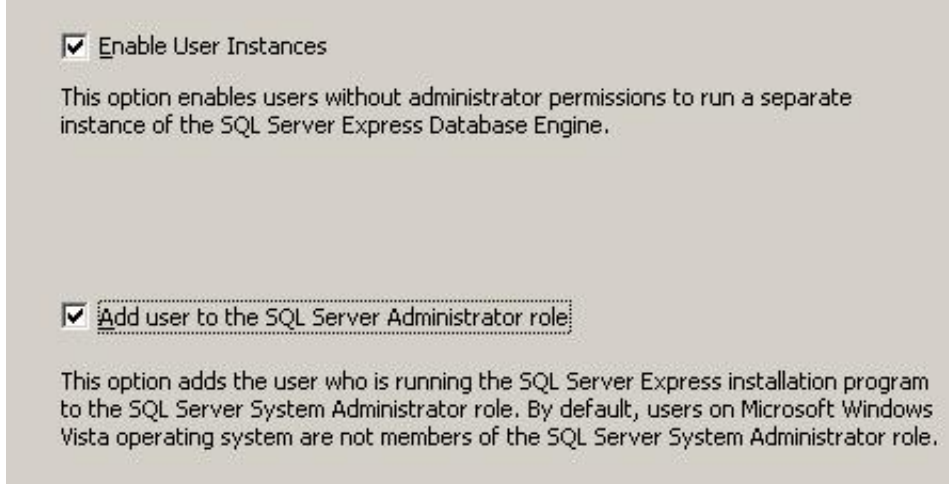 Enable User Instances
This option enables users without administrator permissions to run a separate
instance of the SQL Server Express Database Engine.
Add user to the SQL Server Administrator role
This option adds the user who is running the SQL Server Express installation program
to the SQL Server System Administrator role. By default, users on Microsoft Windows
Vista operating system are not members of the SQL Server System Administrator role.